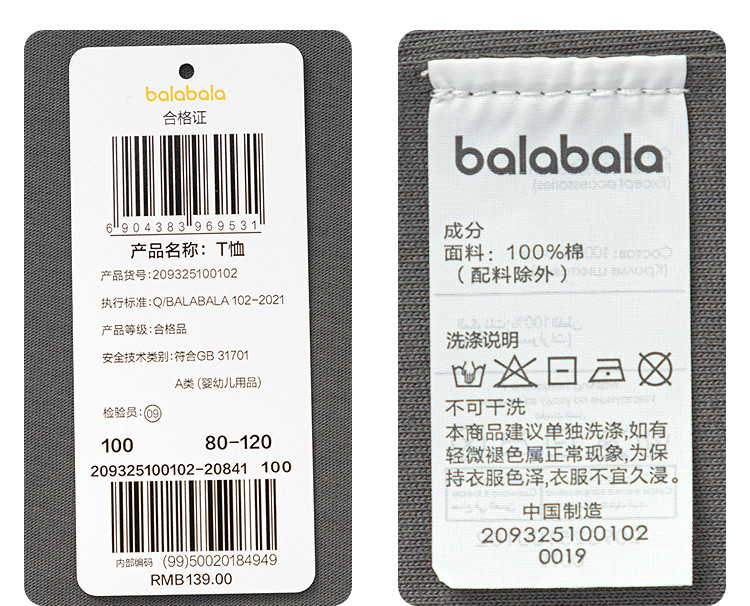 balabala
合格证
6 904383 969531
产品名称：T恤
产品货号:209325100102
执行标准:Q/BALABALA 102-2021
产品等级:合格品
安全技术类别:符合GB 31701
A类 (婴幼儿用品)
检验员:09
100 80-120
209325100102-20841 100
内部编码 (99)50020184949
RMB139.00
balabala
成分
面料：100%棉
（配料除外）
洗涤说明
不可干洗
本商品建议单独洗涤,如有
轻微褪色属正常现象,为保
持衣服色泽,衣服不宜久浸。
中国制造
209325100102
0019